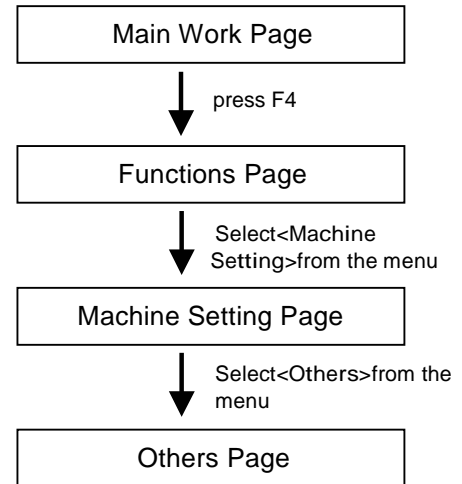 Main Work Page
press F4
Functions Page
Select<Machine
Setting>from the menu
Machine Setting Page
Select<Others>from the
menu
Others Page